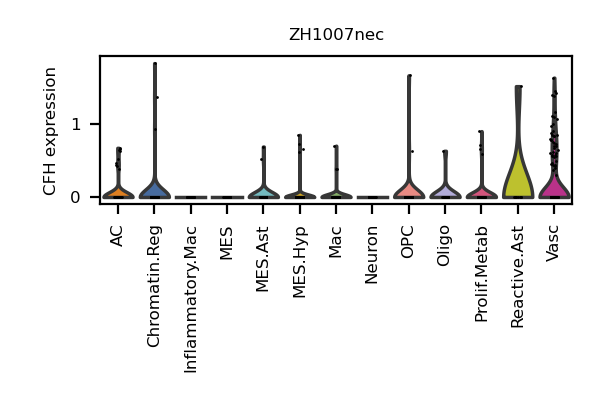 ZH1007nec
CFH expression
1
0
AC
Chromatin.Reg
Inflammatory.Mac
MES
MES.Ast
MES.Hyp
Mac
Neuron
OPC
Oligo
Prolif.Metab
Reactive.Ast
Vasc